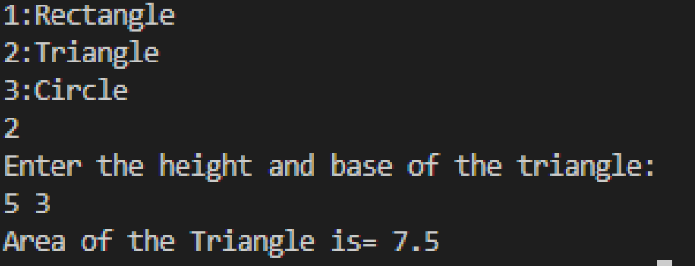 1:Rectangle
2:Triangle
3:Circle
2
Enter the height and base of the triangle:
5 3
Area of the Triangle is= 7.5